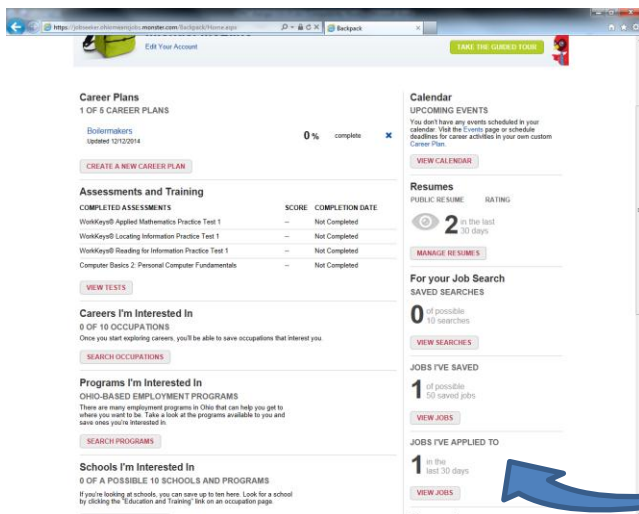 Backpack
Edit Your Account
TAKE THE GUIDED TOUR
Career Plans
1 OF 5 CAREER PLANS
Boilermakers
Updated 12/12/2014
0 % complete
CREATE A NEW CAREER PLAN
Assessments and Training
COMPLETED ASSESSMENTS SCORE COMPLETION DATE
WorkKeys® Applied Mathematics Practice Test 1 -- Not Completed
WorkKeys® Locating Information Practice Test 1 -- Not Completed
WorkKeys® Reading for Information Practice Test 1 -- Not Completed
Computer Basics 2: Personal Computer Fundamentals -- Not Completed
VIEW TESTS
Careers I'm Interested In
0 OF 10 OCCUPATIONS
Once you start exploring careers, you'll be able to save occupations that interest you.
SEARCH OCCUPATIONS
Programs I'm Interested In
OHIO-BASED EMPLOYMENT PROGRAMS
There are many employment programs in Ohio that can help you get to
where you want to be. Take a look at the programs available to you and
save ones you're interested in.
SEARCH PROGRAMS
Schools I'm Interested In
0 OF A POSSIBLE 10 SCHOOLS AND PROGRAMS
If you're looking at schools, you can save up to ten here. Look for a school
by clicking the "Education and Training" link on an occupation page.
Calendar
UPCOMING EVENTS
You don't have any events scheduled in your
calendar. Visit the Events page or schedule
deadlines for career activities in your own custom
Career Plan.
VIEW CALENDAR
Resumes
PUBLIC RESUME RATING
2 in the last
30 days
MANAGE RESUMES
For your Job Search
SAVED SEARCHES
0 of possible
10 searches
VIEW SEARCHES
JOBS I'VE SAVED
1 of possible
50 saved jobs
VIEW JOBS
JOBS I'VE APPLIED TO
1 in the
last 30 days
VIEW JOBS